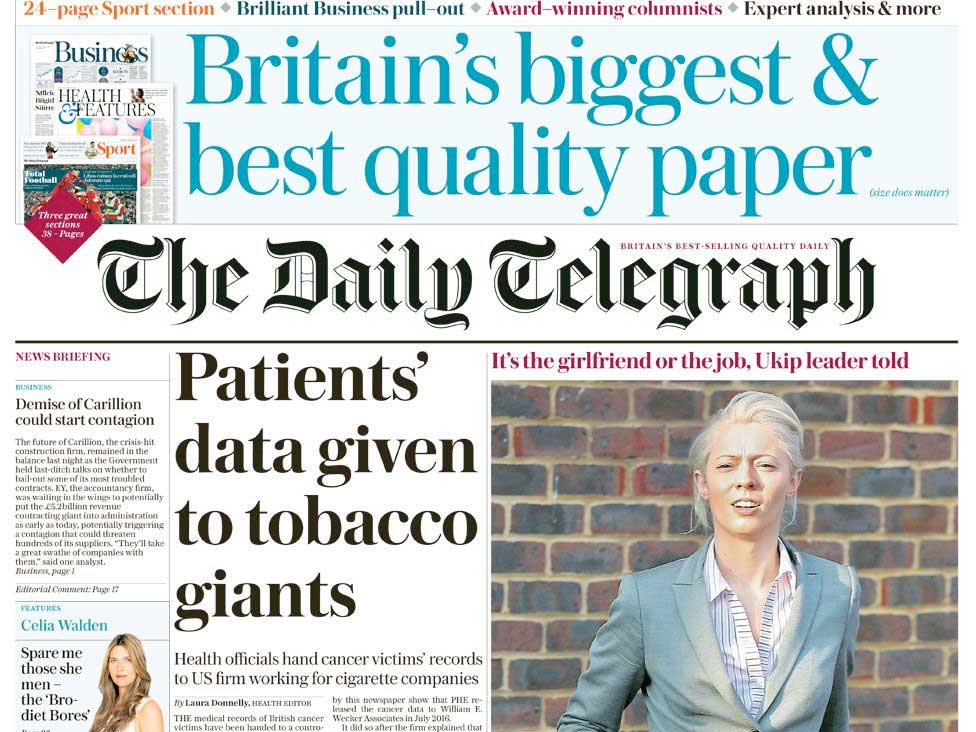 24-page Sport section ◆ Brilliant Business pull-out ◆ Award-winning columnists ◆ Expert analysis & more
Business
HEALTH
& FEATURES
Sport
Total
Football
Three great
sections
38 - Pages
Britain's biggest &
best quality paper
(size does matter)
BRITAIN'S BEST-SELLING QUALITY DAILY
The Daily Telegraph
NEWS BRIEFING
BUSINESS
Demise of Carillion
could start contagion
The future of Carillion, the crisis-hit
construction firm, remained in the
balance last night as the Government
held last-ditch talks on whether to
bail-out some of its most troubled
contracts. EY, the accountancy firm,
was waiting in the wings to potentially
put the £5.2billion revenue
contracting giant into administration
as early as today, potentially triggering
a contagion that could threaten
hundreds of its suppliers. "They'll take
a great swathe of companies with
them," said one analyst.
Business, page 1
Editorial Comment: Page 17
FEATURES
Celia Walden
Spare me
those she
men –
the 'Bro-
diet Bores'
Patients'
data given
to tobacco
giants
Health officials hand cancer victims' records
to US firm working for cigarette companies
By Laura Donnelly, HEALTH EDITOR
THE medical records of British cancer
victims have been handed to a contro-
by this newspaper show that PHE re-
leased the cancer data to William E.
Wecker Associates in July 2016.
It did so after the firm explained that
It's the girlfriend or the job, Ukip leader told